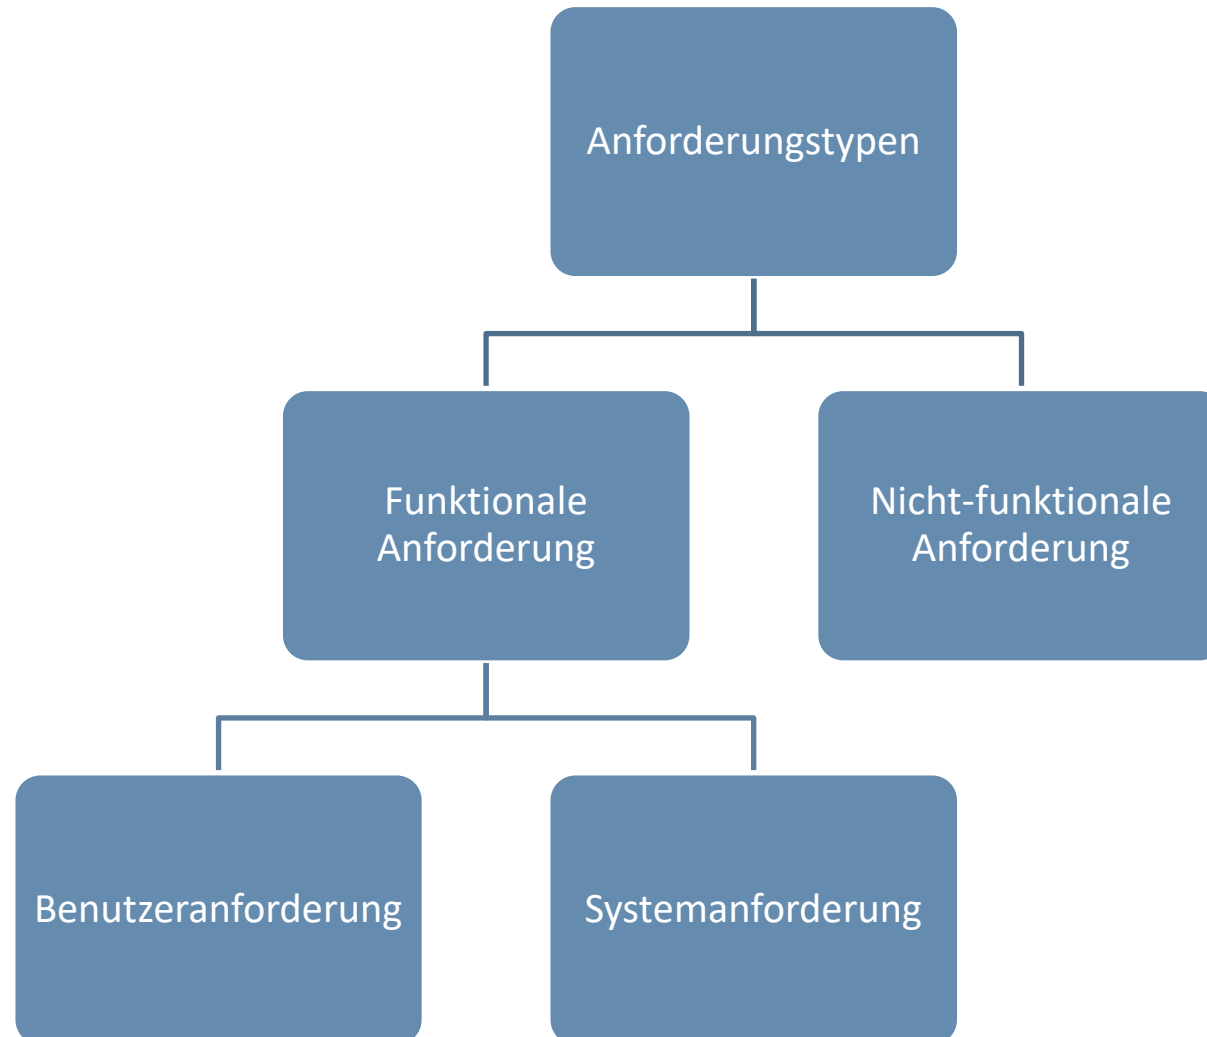 Anforderungstypen
Funktionale
Anforderung
Nicht-funktionale
Anforderung
Benutzeranforderung
Systemanforderung